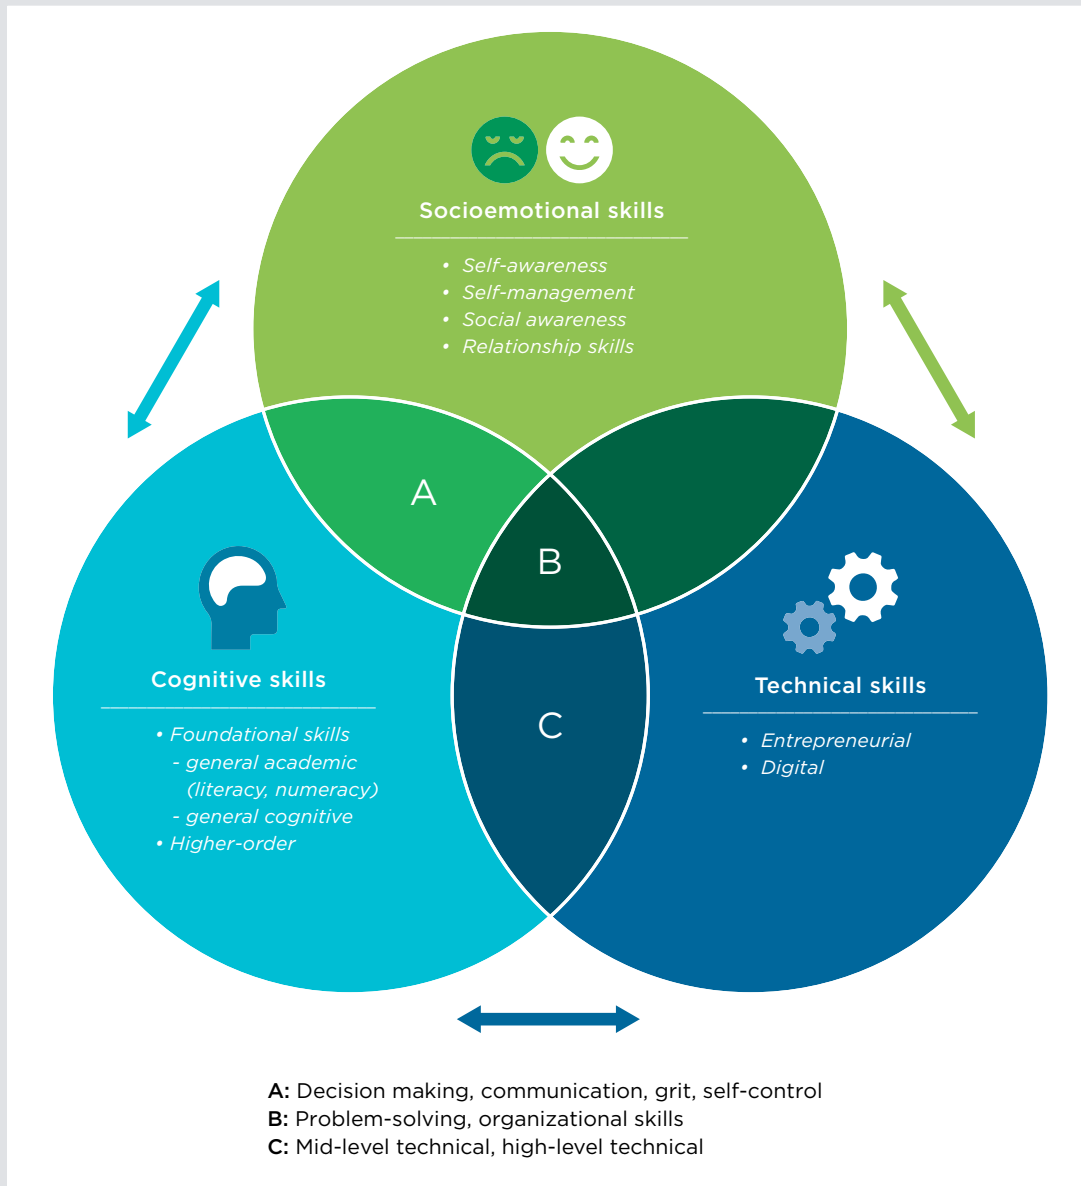 Socioemotional skills
• Self-awareness
• Self-management
• Social awareness
• Relationship skills
A
B
C
Cognitive skills
• Foundational skills
- general academic
(literacy, numeracy)
- general cognitive
• Higher-order
Technical skills
• Entrepreneurial
• Digital
A: Decision making, communication, grit, self-control
B: Problem-solving, organizational skills
C: Mid-level technical, high-level technical